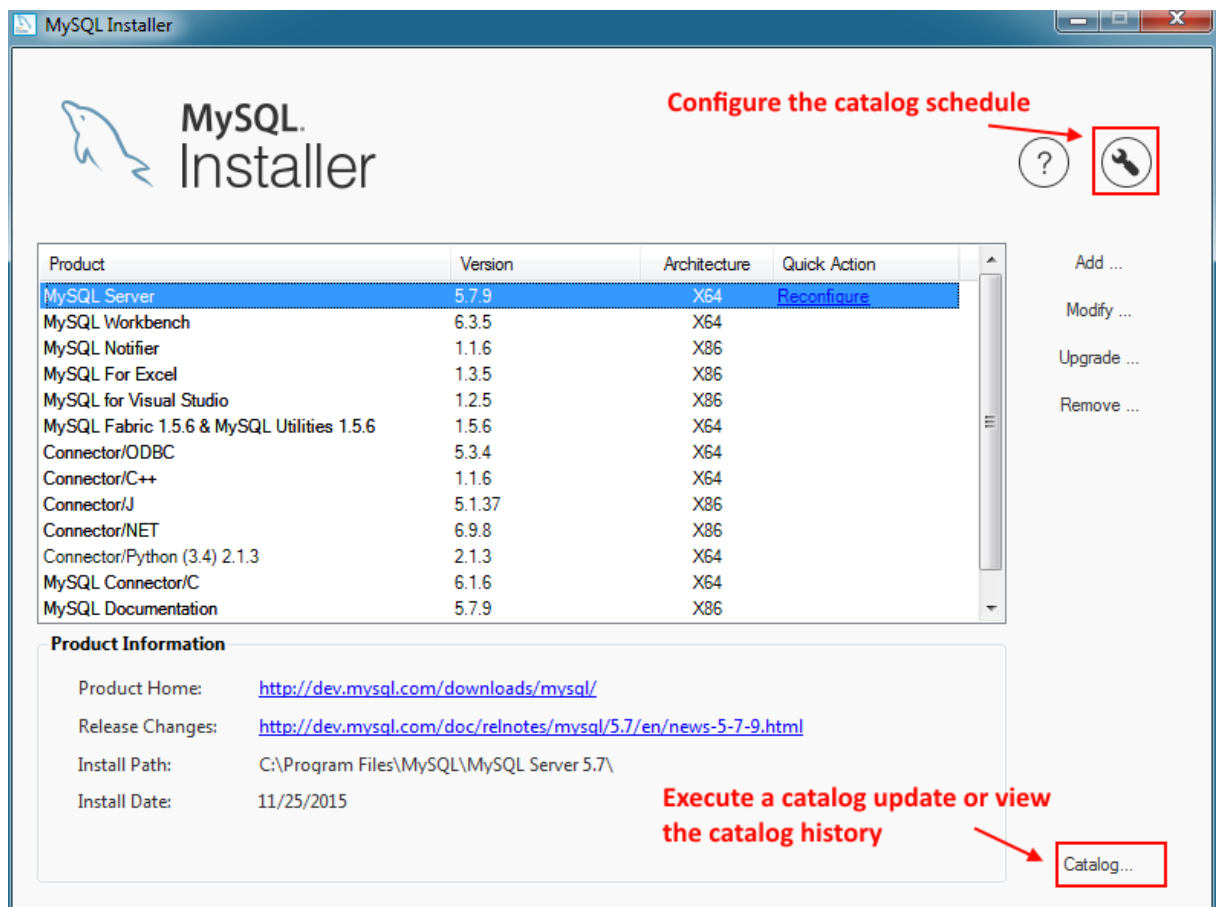 MySQL Installer
MySQL.
Installer
Configure the catalog schedule
?
Product Version Architecture Quick Action
MySQL Server 5.7.9 X64 Reconfigure
MySQL Workbench 6.3.5 X64
MySQL Notifier 1.1.6 X86
MySQL For Excel 1.3.5 X86
MySQL for Visual Studio 1.2.5 X86
MySQL Fabric 1.5.6 & MySQL Utilities 1.5.6 1.5.6 X64
Connector/ODBC 5.3.4 X64
Connector/C++ 1.1.6 X64
Connector/J 5.1.37 X86
Connector/NET 6.9.8 X86
Connector/Python (3.4) 2.1.3 2.1.3 X64
MySQL Connector/C 6.1.6 X64
MySQL Documentation 5.7.9 X86
Add ...
Modify ...
Upgrade ...
Remove ...
Product Information
Product Home: http://dev.mysql.com/downloads/mysql/
Release Changes: http://dev.mysql.com/doc/relnotes/mysql/5.7/en/news-5-7-9.html
Install Path: C:\Program Files\MySQL\MySQL Server 5.7\
Install Date: 11/25/2015
Execute a catalog update or view
the catalog history
Catalog...